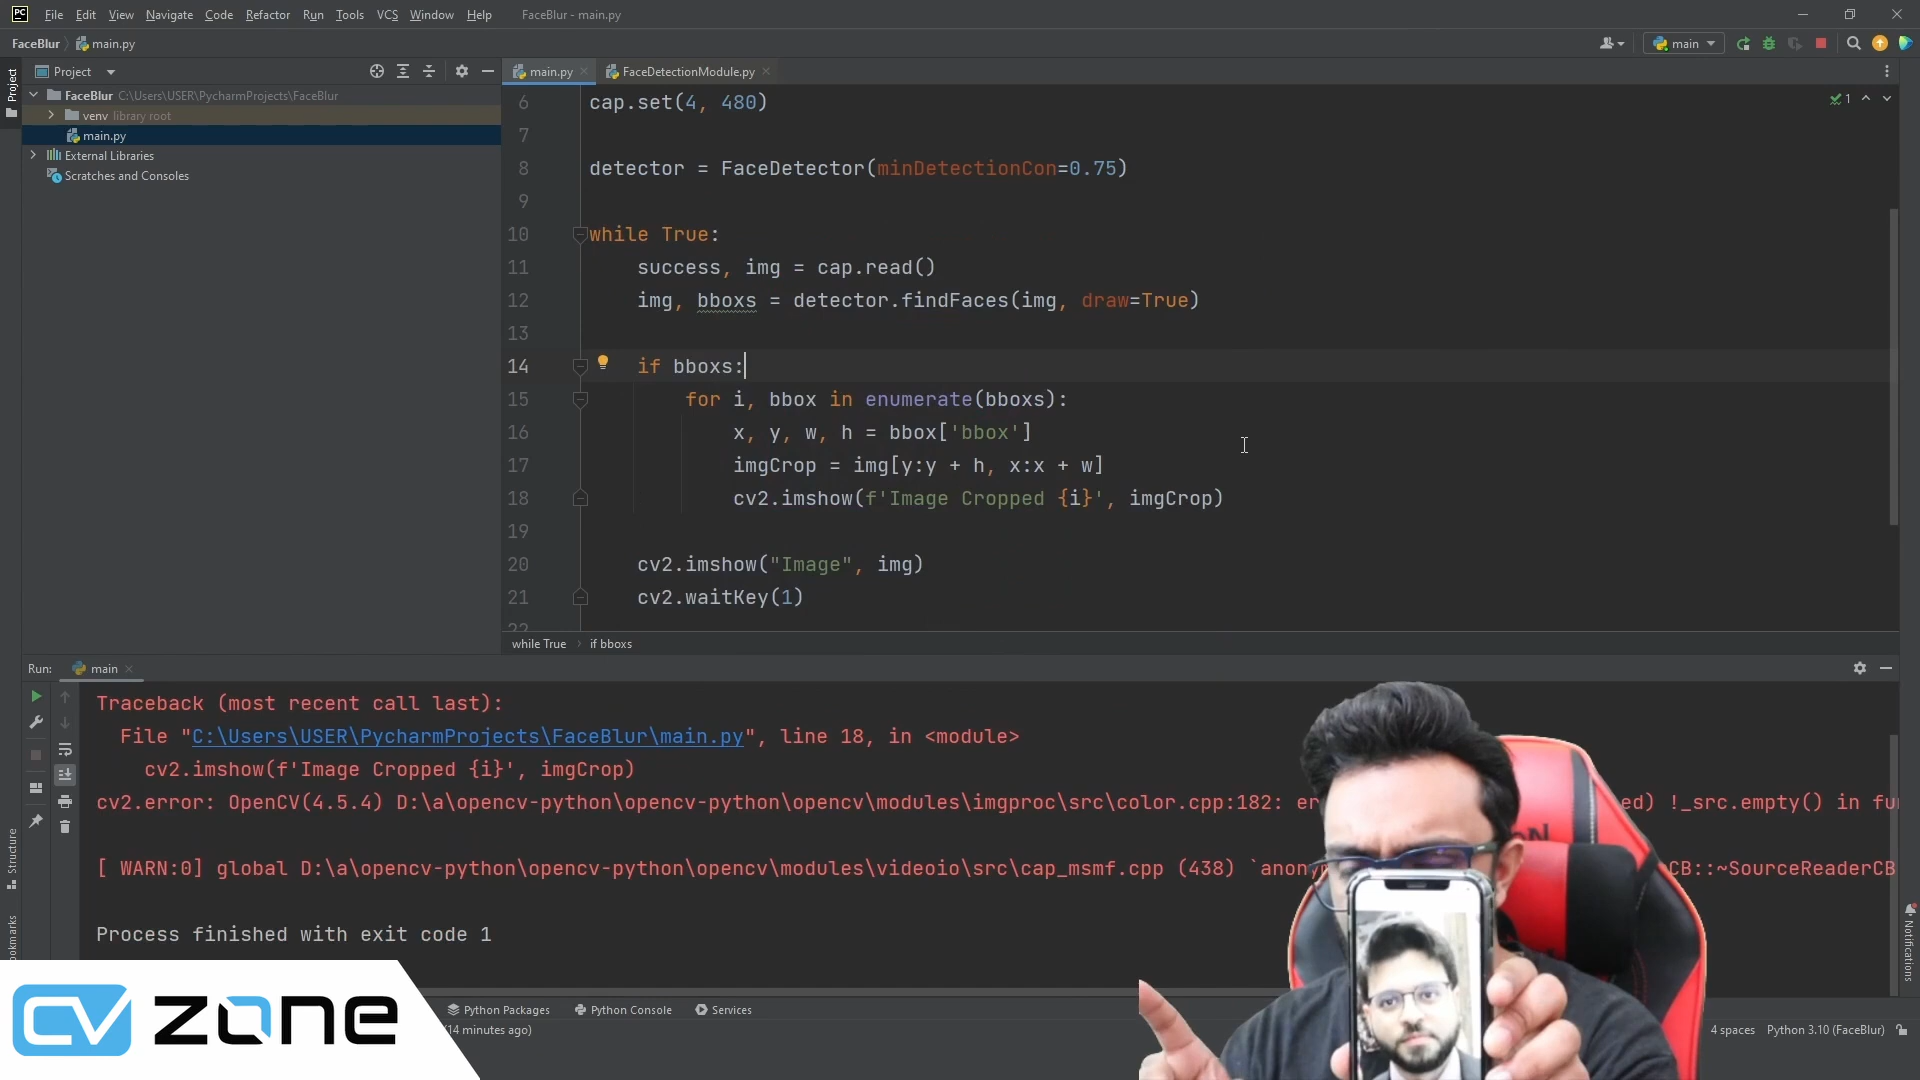 PC File Edit View Navigate Code Refactor Run Tools VCS Window Help FaceBlur - main.py
FaceBlur main.py main
Project
Project
main.py FaceDetectionModule.py
FaceBlur C:\Users\USER\PycharmProjects\FaceBlur
venv library root
main.py
External Libraries
Scratches and Consoles
1
6 cap.set(4, 480)
7
8 detector = FaceDetector(minDetectionCon=0.75)
9
10 while True:
11 success, img = cap.read()
12 img, bboxs = detector.findFaces(img, draw=True)
13
14 if bboxs:
15 for i, bbox in enumerate(bboxs):
16 x, y, w, h = bbox['bbox']
17 imgCrop = img[y:y + h, x:x + w]
18 cv2.imshow(f'Image Cropped {i}', imgCrop)
19
20 cv2.imshow("Image", img)
21 cv2.waitKey(1)
22
while True if bboxs
Run: main
Traceback (most recent call last):
File "C:\Users\USER\PycharmProjects\FaceBlur\main.py", line 18, in <module>
cv2.imshow(f'Image Cropped {i}', imgCrop)
cv2.error: OpenCV(4.5.4) D:\a\opencv-python\opencv-python\opencv\modules\imgproc\src\color.cpp:182: er ed) !_src.empty() in fu
[ WARN:0] global D:\a\opencv-python\opencv-python\opencv\modules\videoio\src\cap_msmf.cpp (438) `anony CB::~SourceReaderCB
Process finished with exit code 1
Structure
Notifications
Python Packages Python Console Services
(14 minutes ago)
4 spaces Python 3.10 (FaceBlur)
CV ZONE